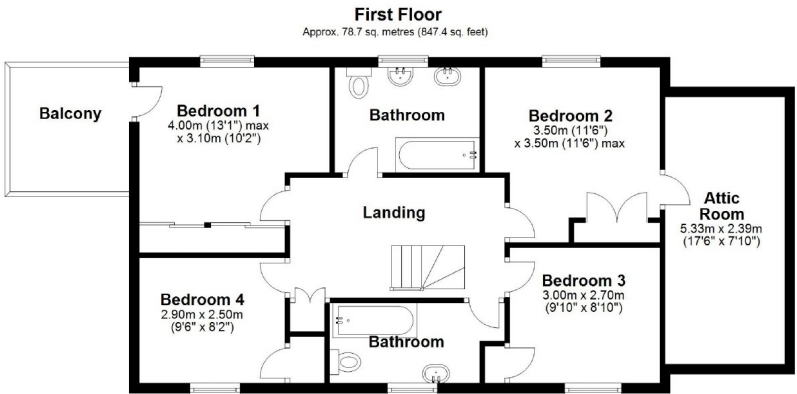 First Floor
Approx. 78.7 sq. metres (847.4 sq. feet)
Balcony
Bedroom 1
4.00m (13'1") max
x 3.10m (10'2")
Bathroom
Bedroom 2
3.50m (11'6")
x 3.50m (11'6") max
Landing
Attic
Room
5.33m x 2.39m
(17'6" x 7'10")
Bedroom 4
2.90m x 2.50m
(9'6" x 8'2")
Bedroom 3
3.00m x 2.70m
(9'10" x 8'10")
Bathroom